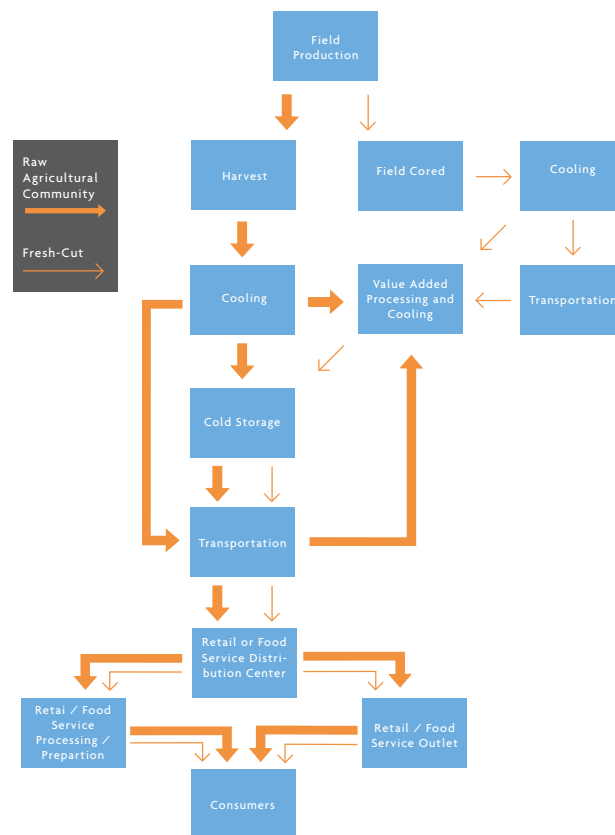 Field
Production
Raw
Agricultural
Community
Fresh-Cut
Harvest
Field Cored
Cooling
Cooling
Value Added
Processing and
Cooling
Transportation
Cold Storage
Transportation
Retail or Food
Service Distri-
bution Center
Retai / Food
Service
Processing /
Prepartion
Retail / Food
Service Outlet
Consumers